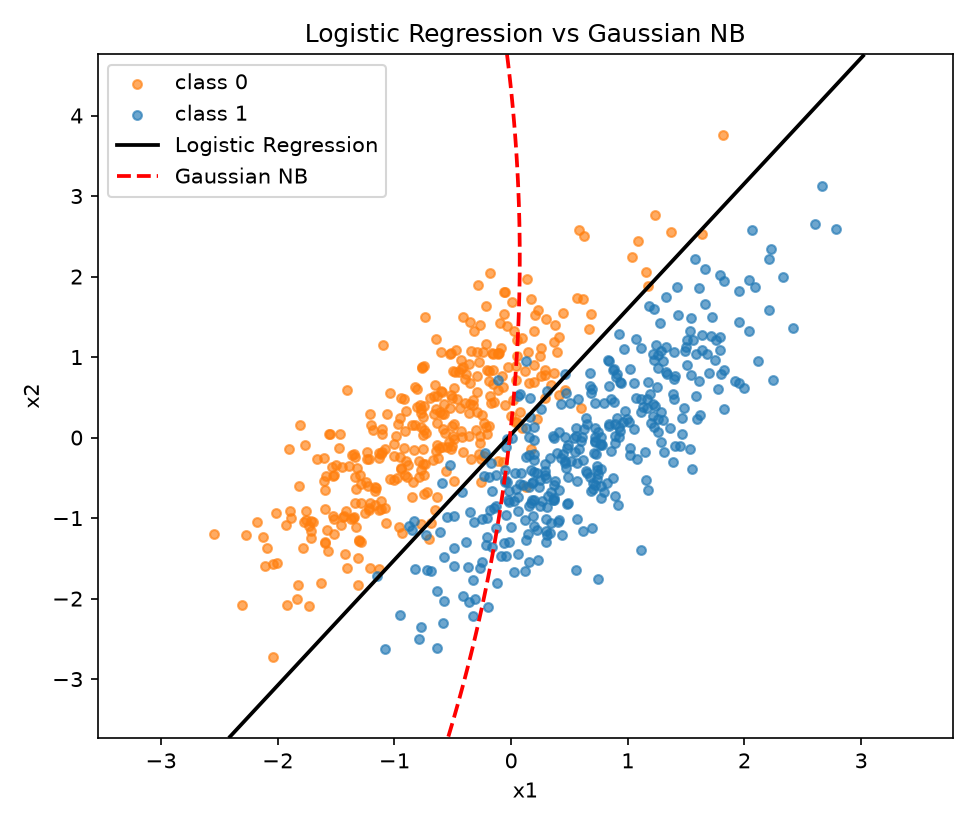 Logistic Regression vs Gaussian NB
class 0
class 1
Logistic Regression
Gaussian NB
4
3
2
1
0
−1
−2
−3
x2
−3
−2
−1
0
1
2
3
x1